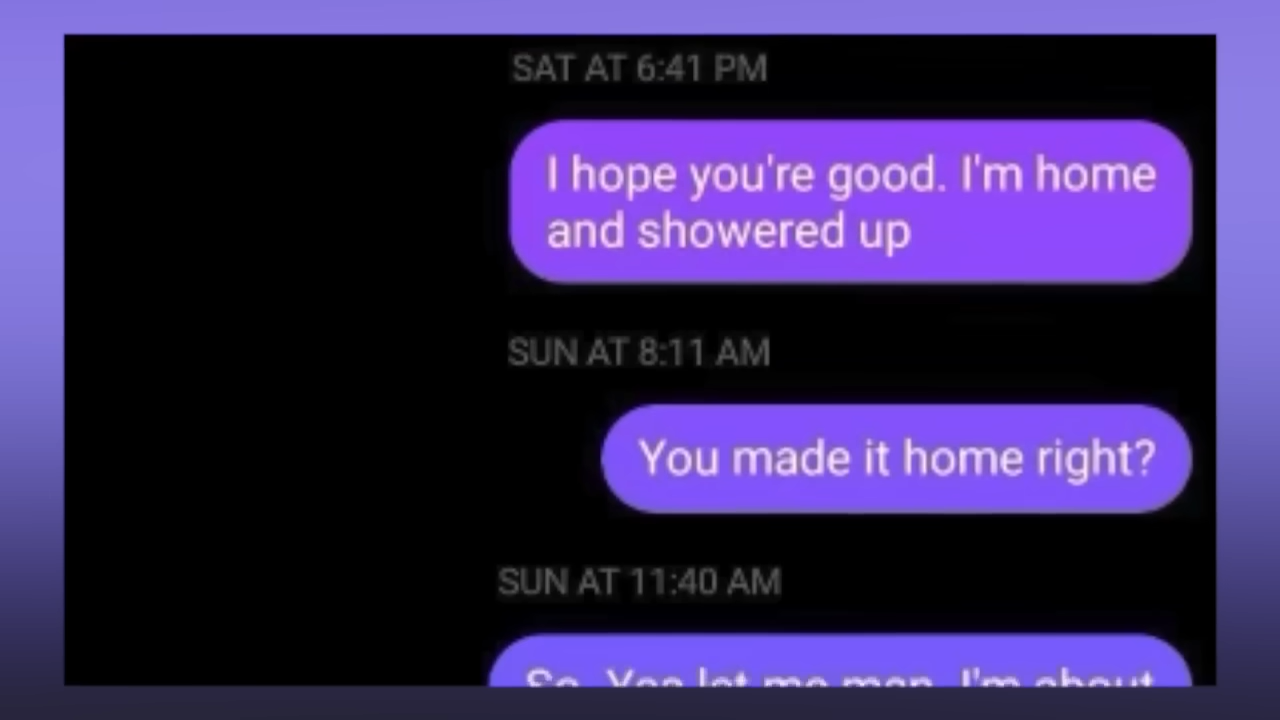 SAT AT 6:41 PM
I hope you're good. I'm home
and showered up
SUN AT 8:11 AM
You made it home right?
SUN AT 11:40 AM
I'm about